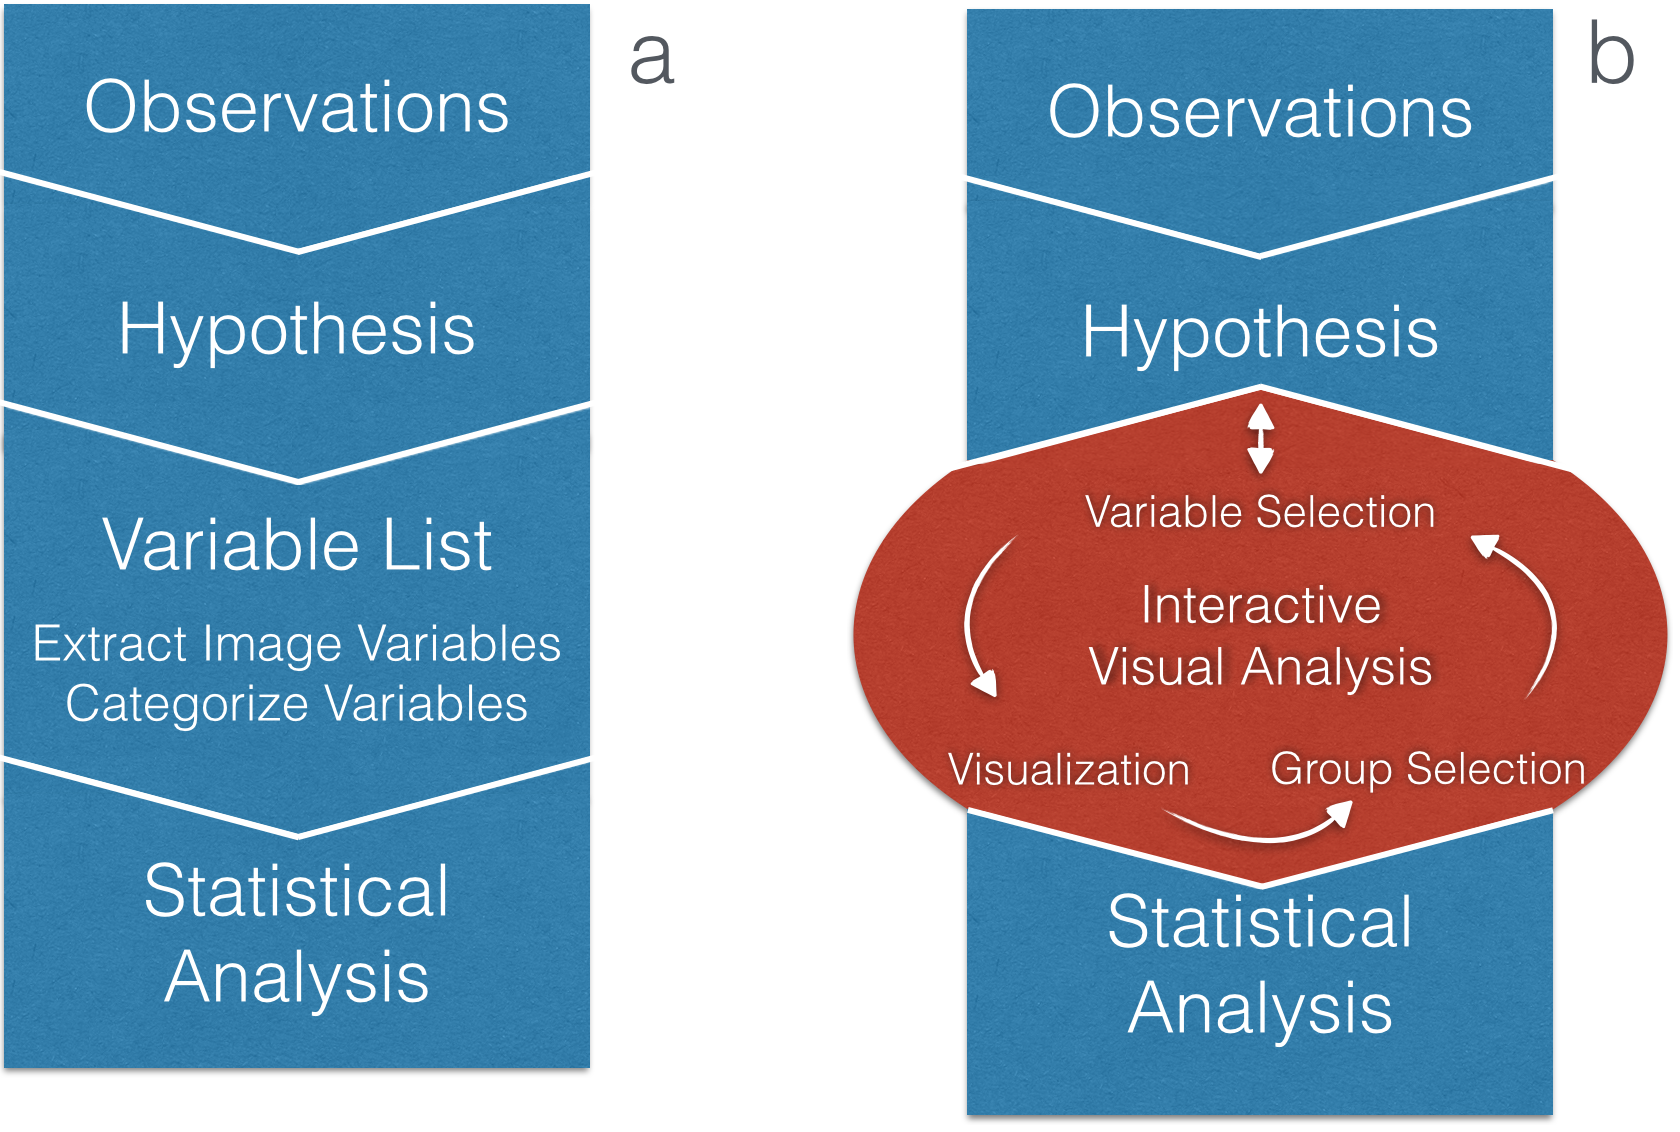 a
Observations
Hypothesis
Variable List
Extract Image Variables
Categorize Variables
Statistical
Analysis
b
Observations
Hypothesis
Variable Selection
Interactive
Visual Analysis
Visualization
Group Selection
Statistical
Analysis